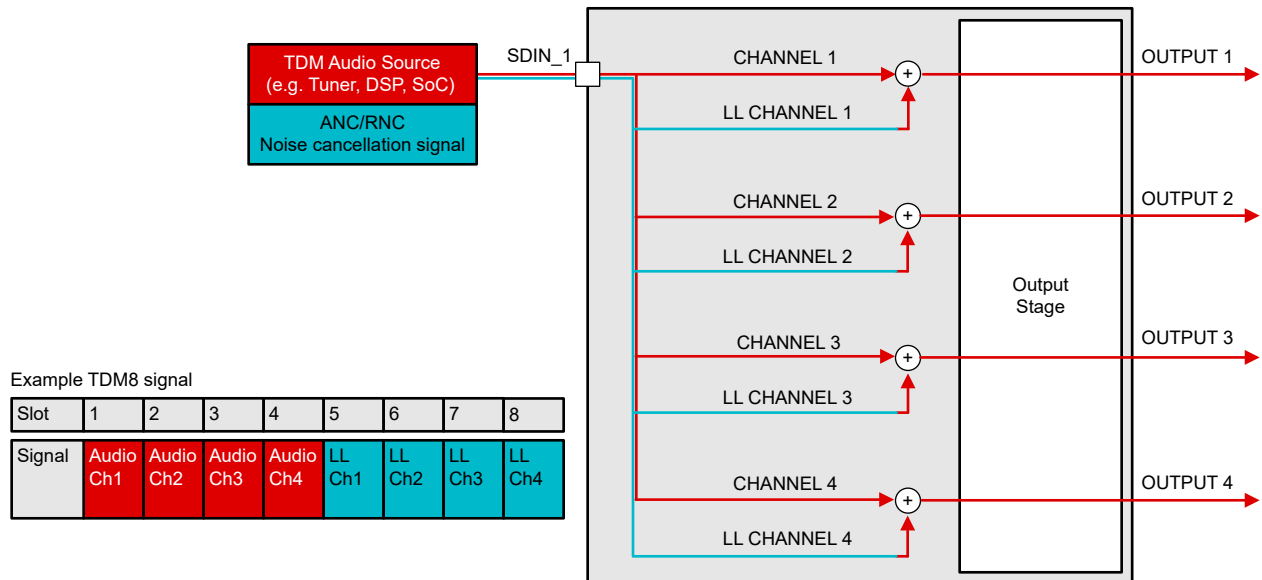 TDM Audio Source
(e.g. Tuner, DSP, SoC)
ANC/RNC
Noise cancellation signal
SDIN_1
CHANNEL 1
+
OUTPUT 1
LL CHANNEL 1
CHANNEL 2
+
OUTPUT 2
LL CHANNEL 2
Output
Stage
CHANNEL 3
+
OUTPUT 3
LL CHANNEL 3
CHANNEL 4
+
OUTPUT 4
LL CHANNEL 4
Example TDM8 signal
Slot 1 2 3 4 5 6 7 8
Signal Audio Audio Audio Audio LL LL LL LL
Ch1 Ch2 Ch3 Ch4 Ch1 Ch2 Ch3 Ch4